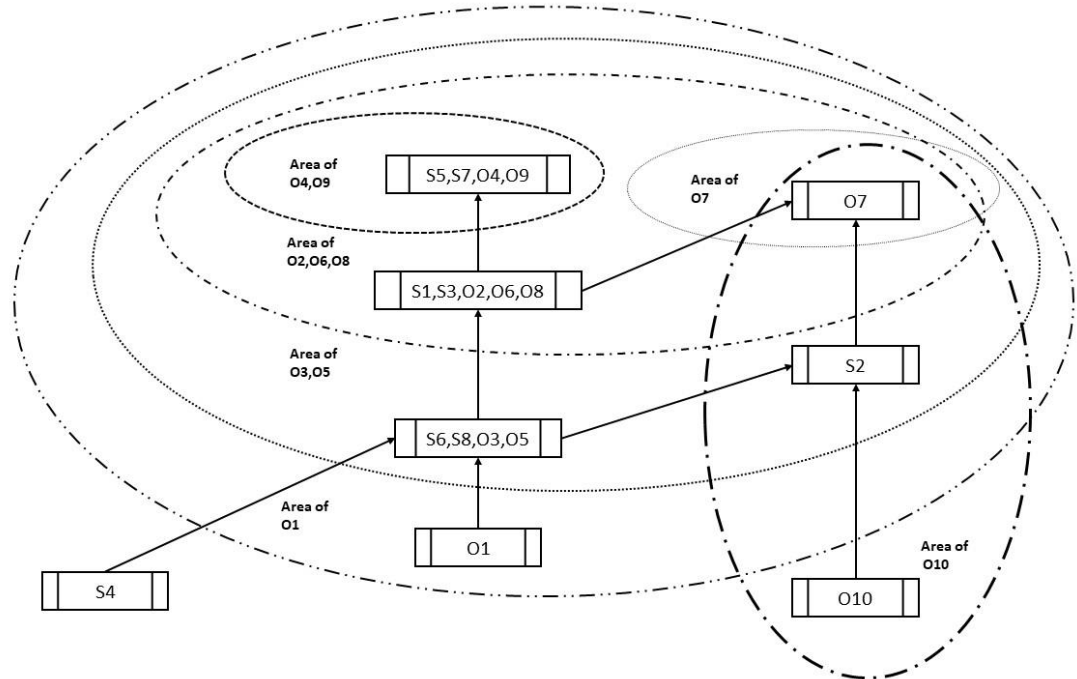 Area of
O4,O9
S5,S7,O4,O9
Area of
O7
O7
Area of
O2,O6,O8
S1,S3,O2,O6,O8
Area of
O3,O5
S2
S6,S8,O3,O5
Area of
O1
O1
Area of
O10
S4
O10